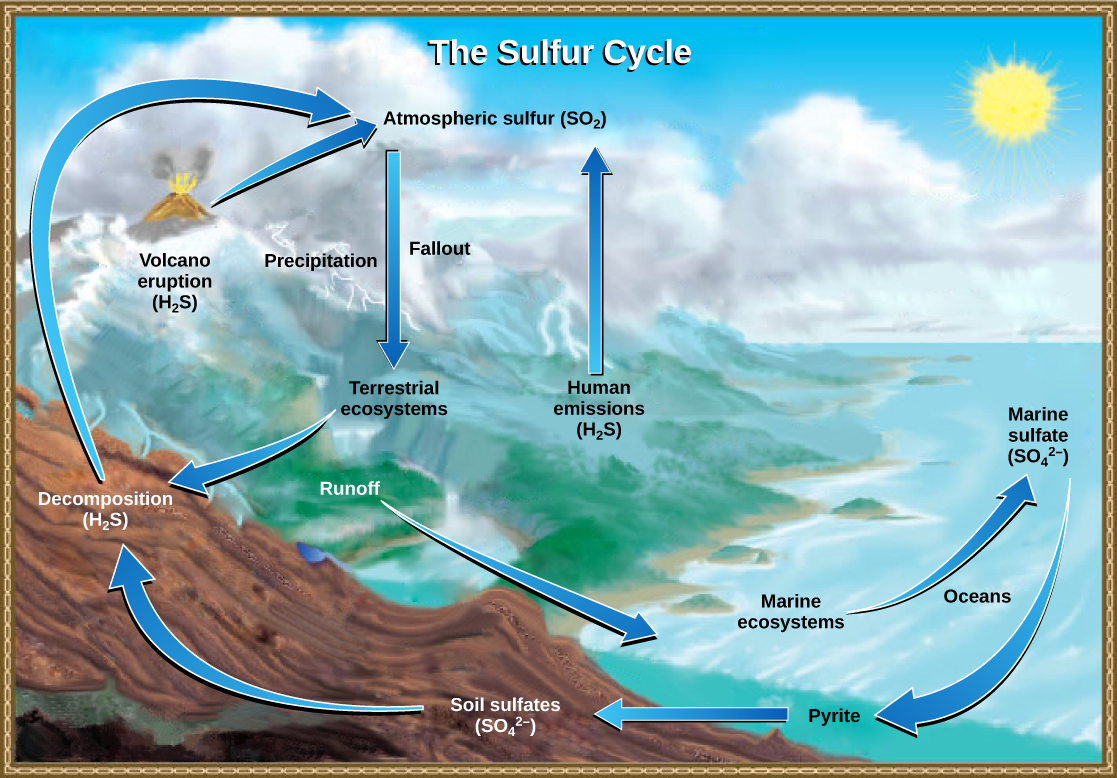 The Sulfur Cycle
Atmospheric sulfur (SO₂)
Volcano
eruption
(H₂S)
Precipitation
Fallout
Terrestrial
ecosystems
Human
emissions
(H₂S)
Marine
sulfate
(SO₄²⁻)
Decomposition
(H₂S)
Runoff
Marine
ecosystems
Oceans
Soil sulfates
(SO₄²⁻)
Pyrite